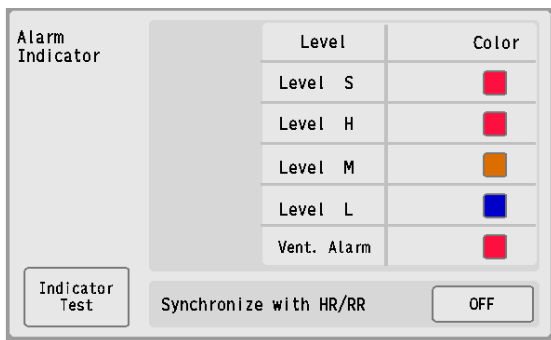 Alarm
Indicator
Level Color
Level S
Level H
Level M
Level L
Vent. Alarm
Indicator
Test
Synchronize with HR/RR OFF